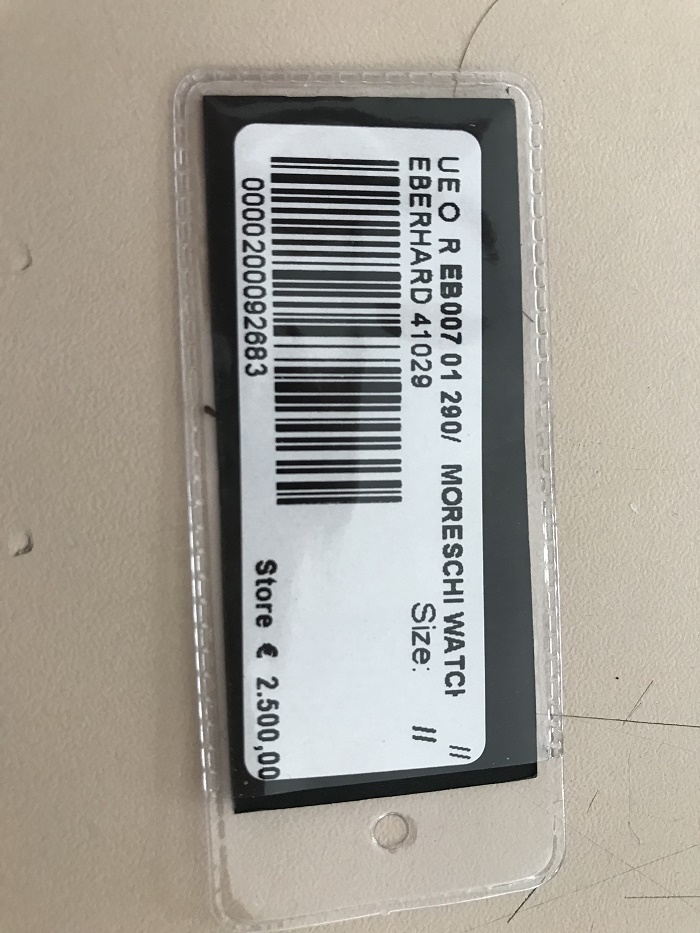 UE O R EB007 01 290/ MORESCHI WATCH //
EBERHARD 41029 Size: //
0000200092683
Store € 2.500,00